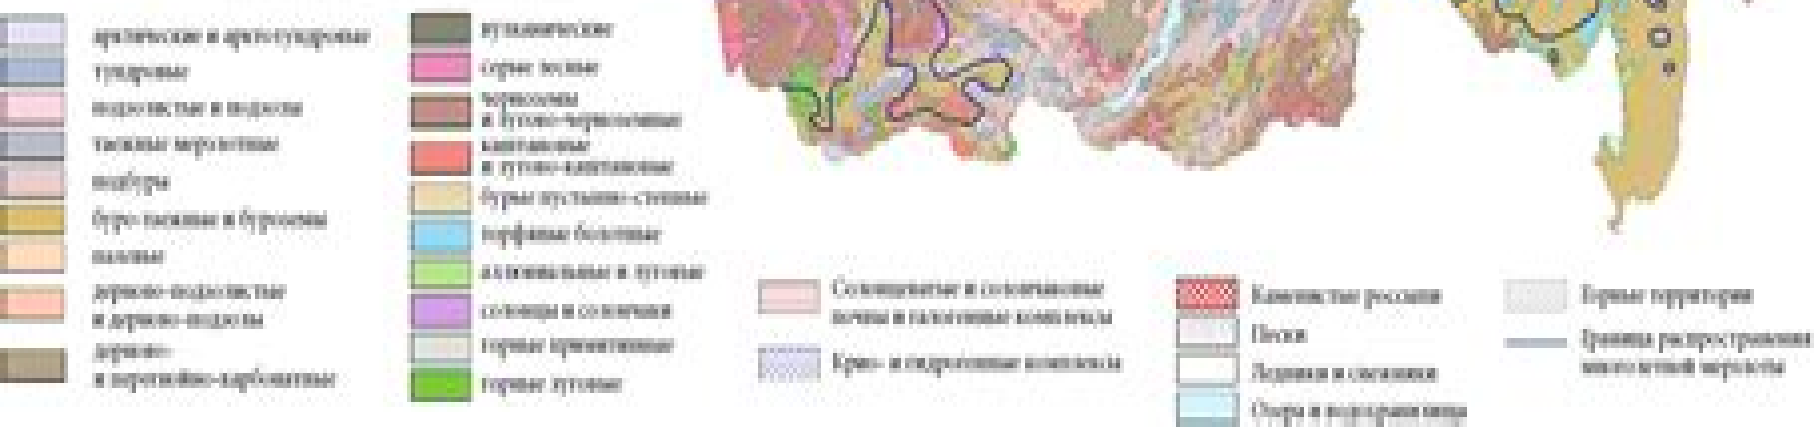 арктические и арктотундровые
тундровые
подзолистые и подзолы
таежные мерзлотные
подбуры
буро-таежные и буроземы
палевые
дерново-подзолистые
и дерново-подзолы
дерново-
и перегнойно-карбонатные
вулканические
серые лесные
черноземы
и лугово-черноземные
каштановые
и лугово-каштановые
бурые пустынно-степные
торфяные болотные
аллювиальные и луговые
солонцы и солончаки
горные примитивные
горные луговые
Солонцеватые и солончаковые
почвы и галогенные комплексы
Крио- и гидрогенные комплексы
Каменистые россыпи
Пески
Ледники и снежники
Озера и водохранилища
Горные территории
Граница распространения
многолетней мерзлоты